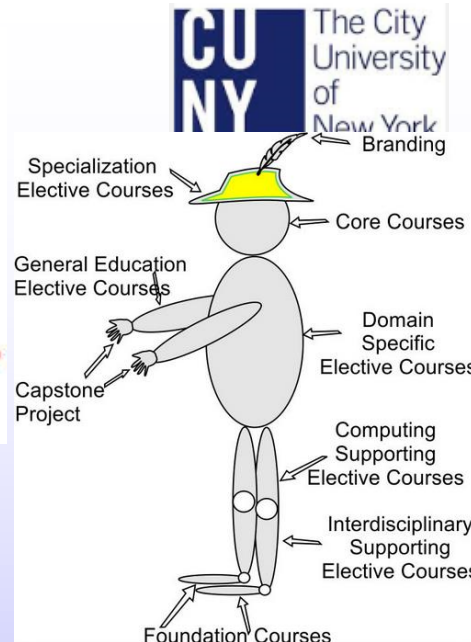 CU
NY
The City
University
of
New York
Branding
Specialization
Elective Courses
Core Courses
General Education
Elective Courses
Domain
Specific
Elective Courses
Capstone
Project
Computing
Supporting
Elective Courses
Interdisciplinary
Supporting
Elective Courses
Foundation Courses